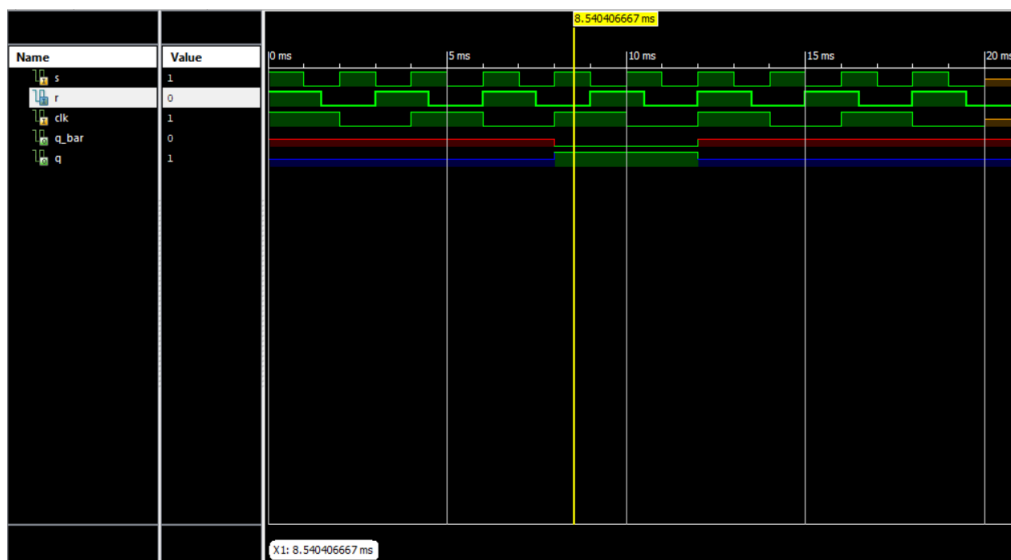 8.540406667 ms
Name Value 0 ms 5 ms 10 ms 15 ms 20 ms
s 1
r 0
clk 1
q_bar 0
q 1
X1: 8.540406667 ms